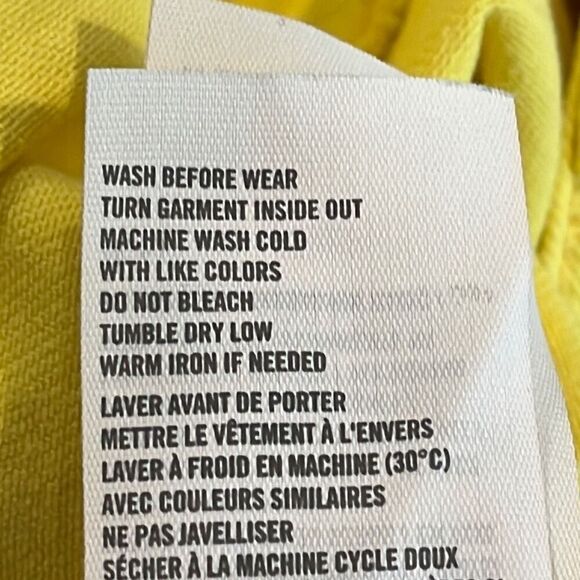 WASH BEFORE WEAR
TURN GARMENT INSIDE OUT
MACHINE WASH COLD
WITH LIKE COLORS
DO NOT BLEACH
TUMBLE DRY LOW
WARM IRON IF NEEDED
LAVER AVANT DE PORTER
METTRE LE VÊTEMENT À L'ENVERS
LAVER À FROID EN MACHINE (30°C)
AVEC COULEURS SIMILAIRES
NE PAS JAVELLISER
SÉCHER À LA MACHINE CYCLE DOUX